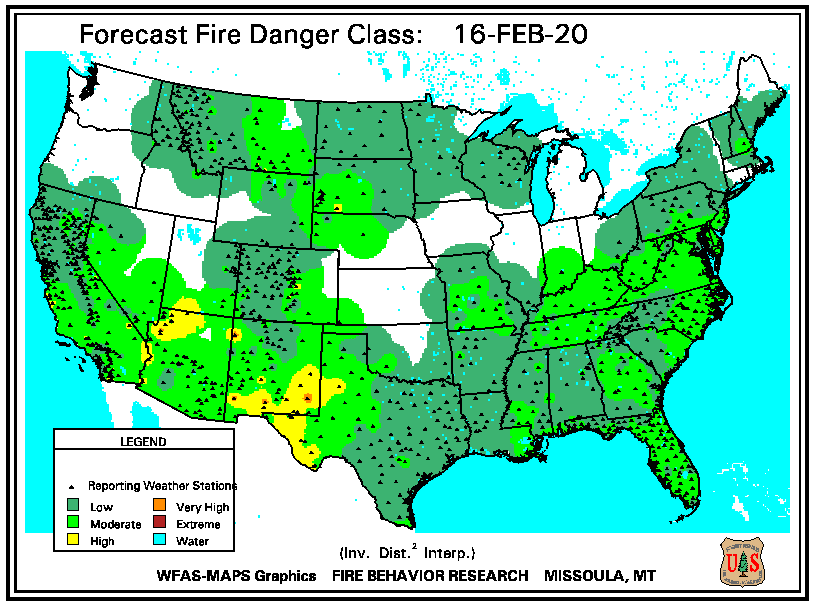 Forecast Fire Danger Class: 16-FEB-20
LEGEND
Reporting Weather Stations
Low Very High
Moderate Extreme
High Water
(Inv. Dist.² Interp.)
WFAS-MAPS Graphics FIRE BEHAVIOR RESEARCH MISSOULA, MT
U S